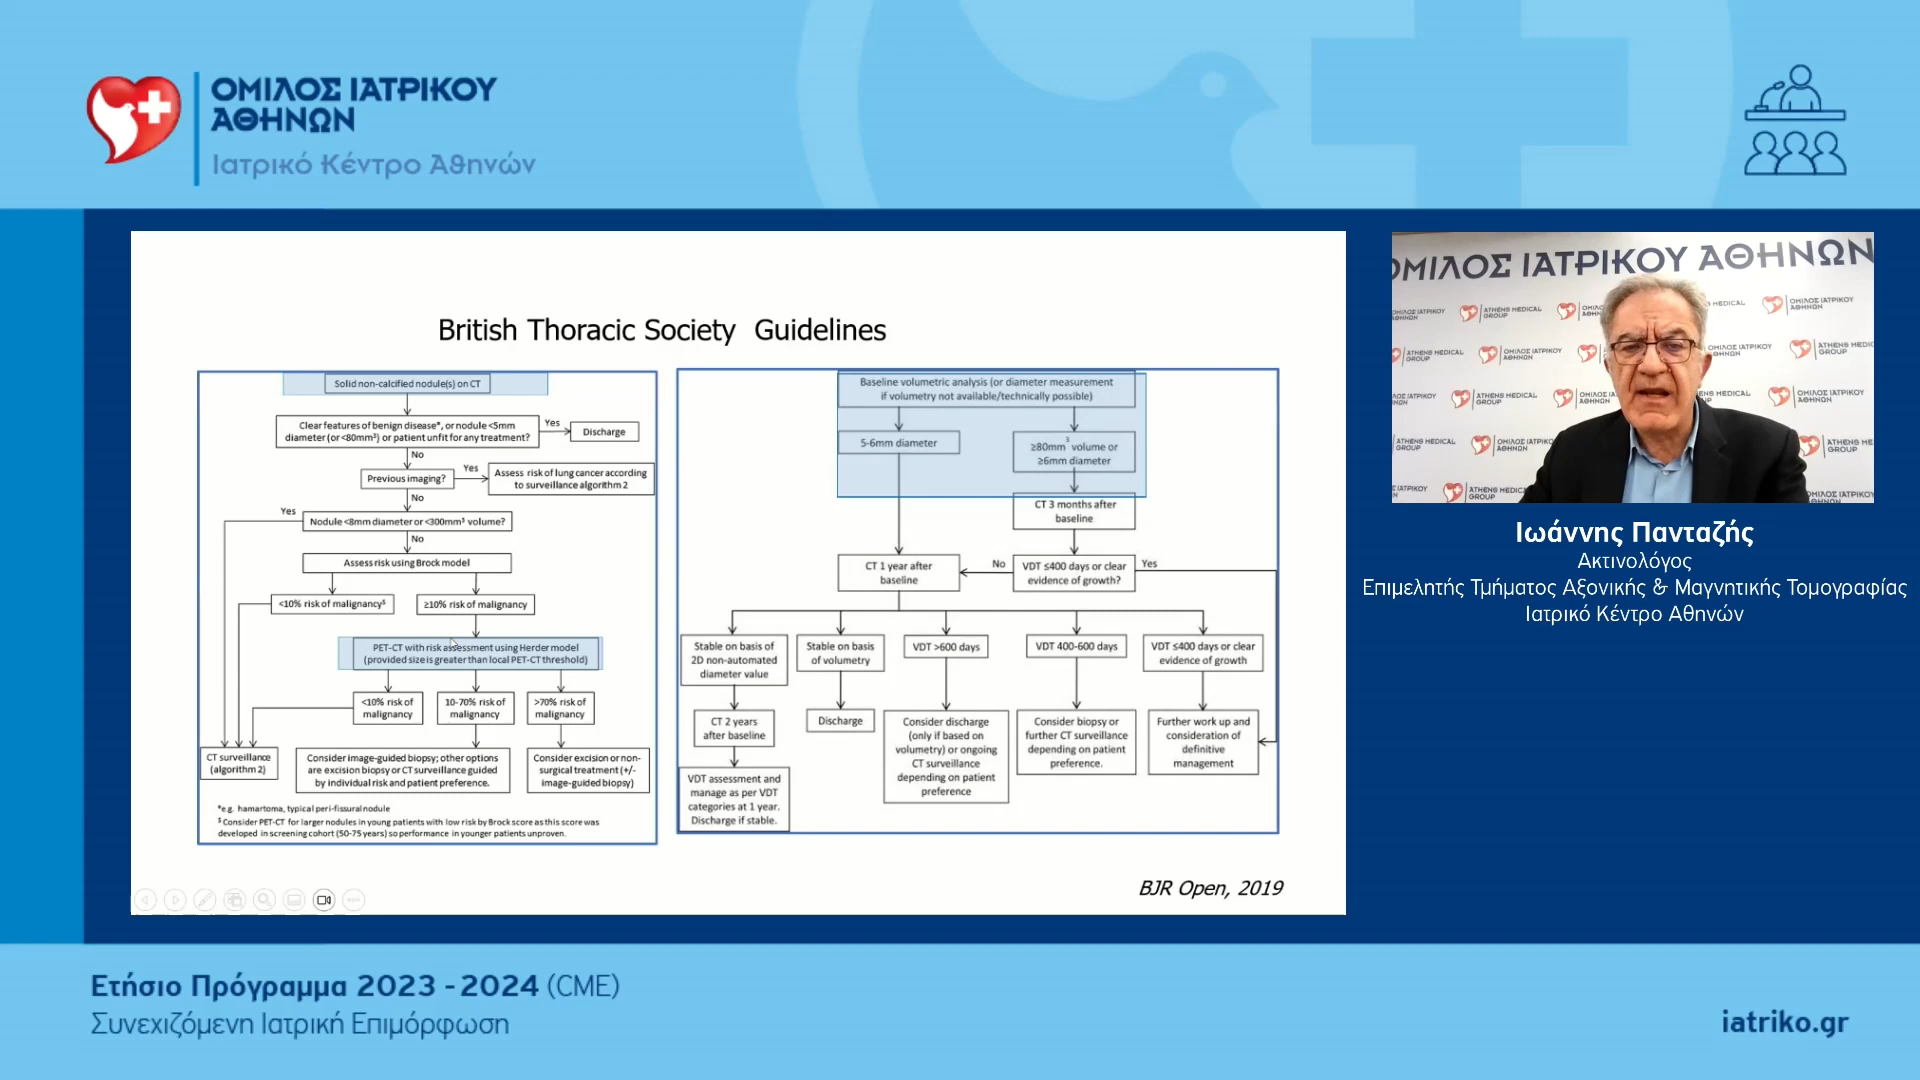 ΟΜΙΛΟΣ ΙΑΤΡΙΚΟΥ
ΑΘΗΝΩΝ
Ιατρικό Κέντρο Αθηνών
British Thoracic Society Guidelines
Solid non-calcified nodule(s) on CT
Clear features of benign disease*, or nodule <5mm
diameter (or <80mm³) or patient unfit for any treatment?
Yes
Discharge
No
Previous imaging?
Yes
Assess risk of lung cancer according
to surveillance algorithm 2
No
Yes
Nodule <8mm diameter or <300mm³ volume?
No
Assess risk using Brock model
<10% risk of malignancy$
≥10% risk of malignancy
PET-CT with risk assessment using Herder model
(provided size is greater than local PET-CT threshold)
<10% risk of
malignancy
10-70% risk of
malignancy
>70% risk of
malignancy
CT surveillance
(algorithm 2)
Consider image-guided biopsy; other options
are excision biopsy or CT surveillance guided
by individual risk and patient preference.
Consider excision or non-
surgical treatment (+/-
image-guided biopsy)
*e.g. hamartoma, typical peri-fissural nodule
$ Consider PET-CT for larger nodules in young patients with low risk by Brock score as this score was
developed in screening cohort (50-75 years) so performance in younger patients unproven.
Baseline volumetric analysis (or diameter measurement
if volumetry not available/technically possible)
5-6mm diameter
≥80mm³ volume or
≥6mm diameter
CT 3 months after
baseline
CT 1 year after
baseline
No
VDT ≤400 days or clear
evidence of growth?
Yes
Stable on basis of
2D non-automated
diameter value
Stable on basis
of volumetry
VDT >600 days
VDT 400-600 days
VDT ≤400 days or clear
evidence of growth
CT 2 years
after baseline
Discharge
Consider discharge
(only if based on
volumetry) or ongoing
CT surveillance
depending on patient
preference
Consider biopsy or
further CT surveillance
depending on patient
preference.
Further work up and
consideration of
definitive
management
VDT assessment and
manage as per VDT
categories at 1 year.
Discharge if stable.
BJR Open, 2019
ΟΜΙΛΟΣ ΙΑΤΡΙΚΟΥ ΑΘΗΝΩΝ
ATHENS MEDICAL
GROUP
ΟΜΙΛΟΣ ΙΑΤΡΙΚΟΥ
ΑΘΗΝΩΝ
Ιωάννης Πανταζής
Ακτινολόγος
Επιμελητής Τμήματος Αξονικής & Μαγνητικής Τομογραφίας
Ιατρικό Κέντρο Αθηνών
Ετήσιο Πρόγραμμα 2023 - 2024 (CME)
Συνεχιζόμενη Ιατρική Επιμόρφωση
iatriko.gr